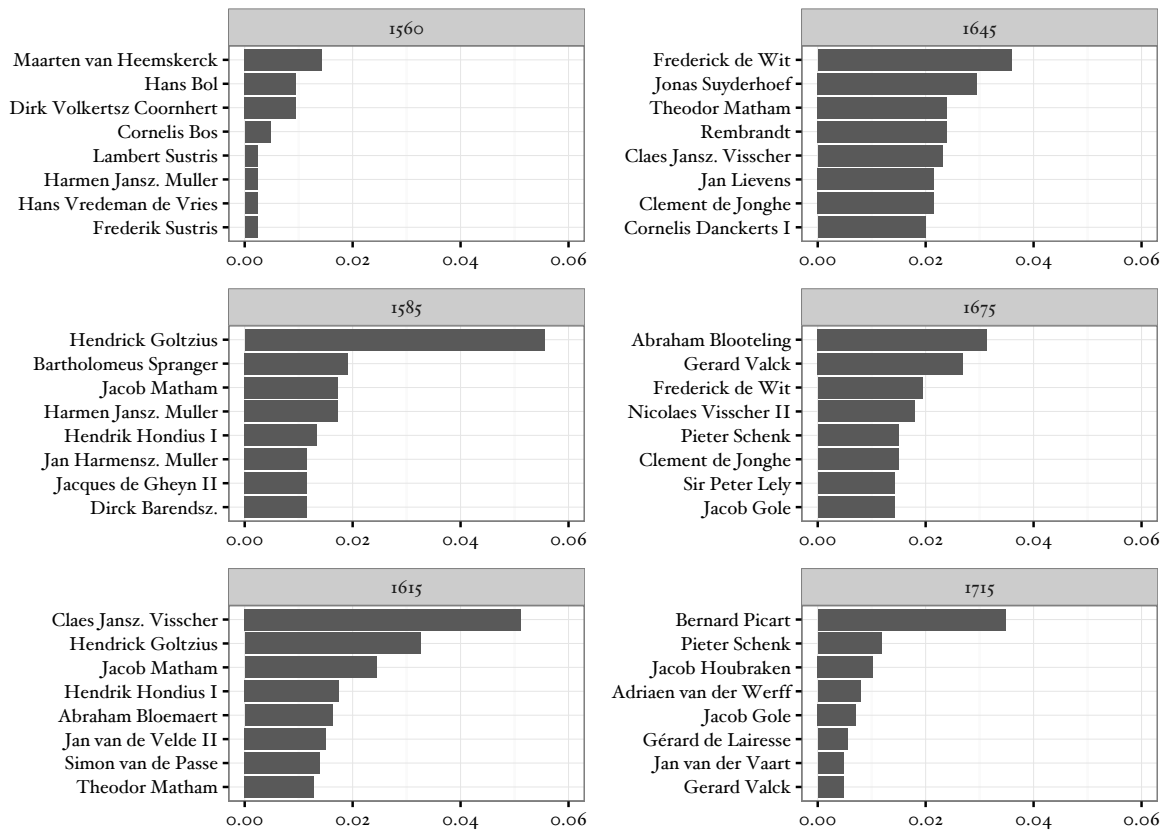 1560
Maarten van Heemskerck
Hans Bol
Dirk Volkertsz Coornhert
Cornelis Bos
Lambert Sustris
Harmen Jansz. Muller
Hans Vredeman de Vries
Frederik Sustris
0.00 0.02 0.04 0.06
1645
Frederick de Wit
Jonas Suyderhoef
Theodor Matham
Rembrandt
Claes Jansz. Visscher
Jan Lievens
Clement de Jonghe
Cornelis Danckerts I
0.00 0.02 0.04 0.06
1585
Hendrick Goltzius
Bartholomeus Spranger
Jacob Matham
Harmen Jansz. Muller
Hendrik Hondius I
Jan Harmensz. Muller
Jacques de Gheyn II
Dirck Barendsz.
0.00 0.02 0.04 0.06
1675
Abraham Blooteling
Gerard Valck
Frederick de Wit
Nicolaes Visscher II
Pieter Schenk
Clement de Jonghe
Sir Peter Lely
Jacob Gole
0.00 0.02 0.04 0.06
1615
Claes Jansz. Visscher
Hendrick Goltzius
Jacob Matham
Hendrik Hondius I
Abraham Bloemaert
Jan van de Velde II
Simon van de Passe
Theodor Matham
0.00 0.02 0.04 0.06
1715
Bernard Picart
Pieter Schenk
Jacob Houbraken
Adriaen van der Werff
Jacob Gole
Gérard de Lairesse
Jan van der Vaart
Gerard Valck
0.00 0.02 0.04 0.06